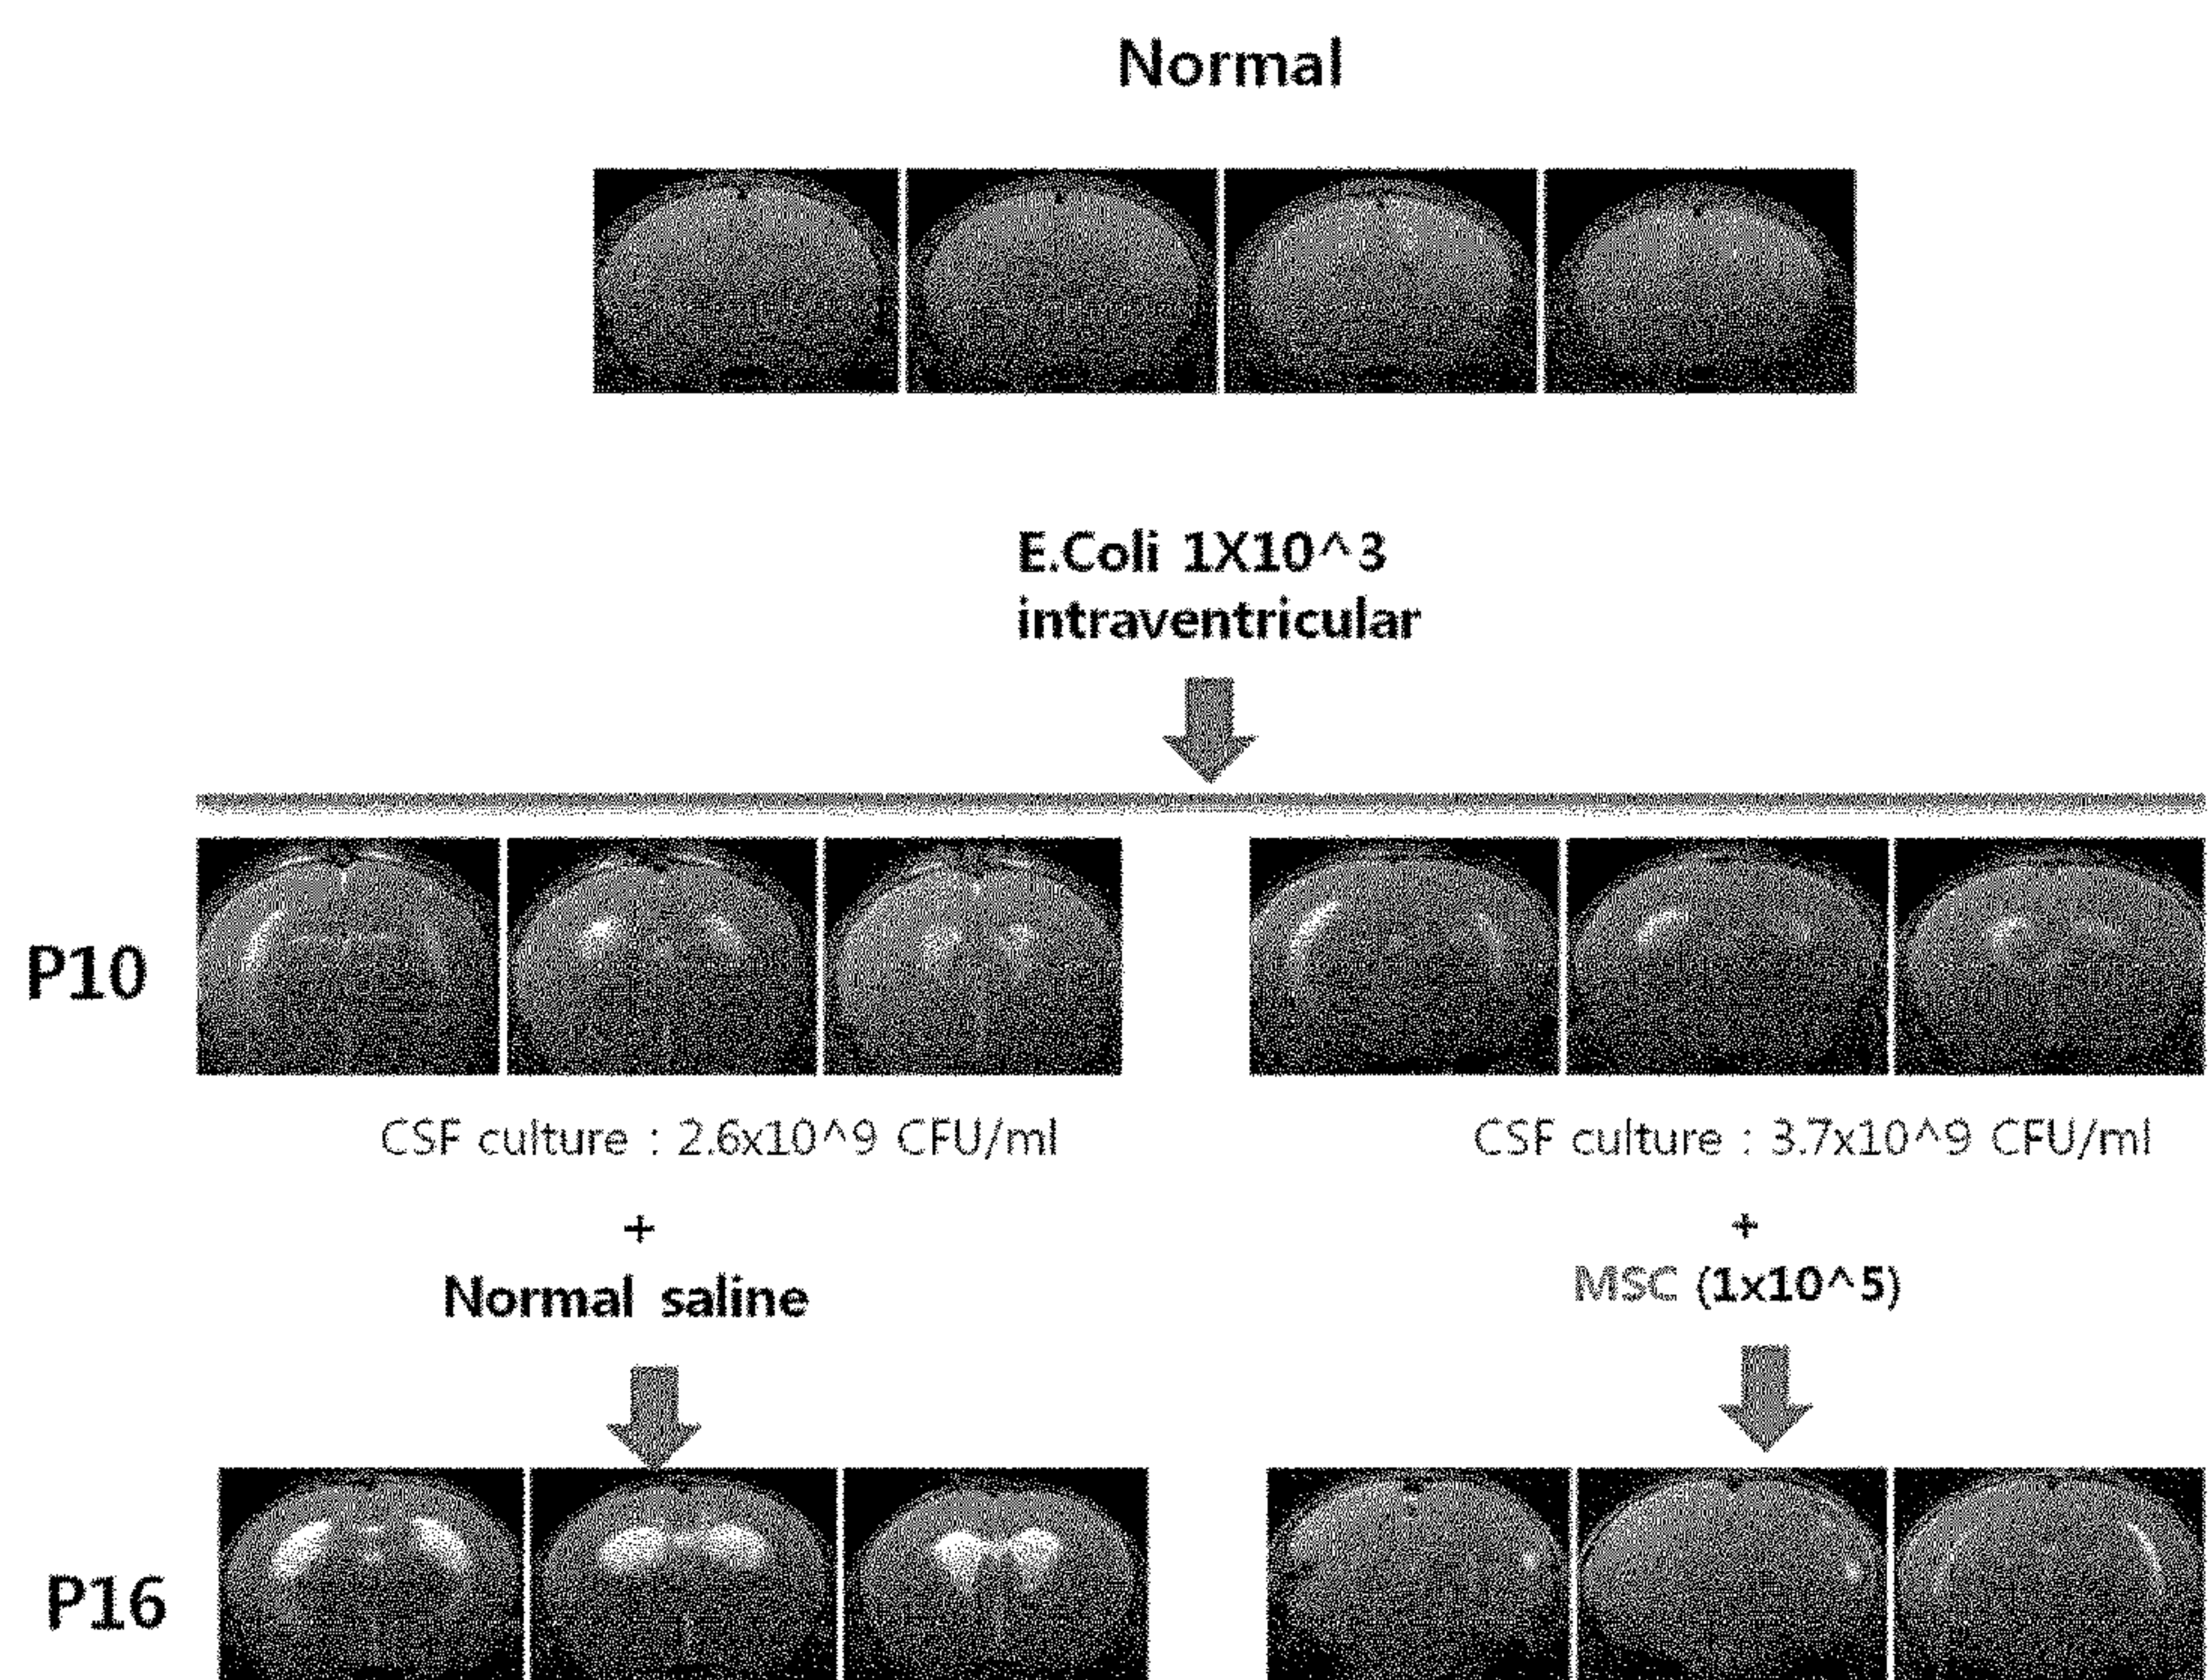 Normal
E.Coli 1X10^3
intraventricular
P10
CSF culture : 2.6x10^9 CFU/ml
CSF culture : 3.7x10^9 CFU/ml
+
+
Normal saline
MSC (1x10^5)
P16